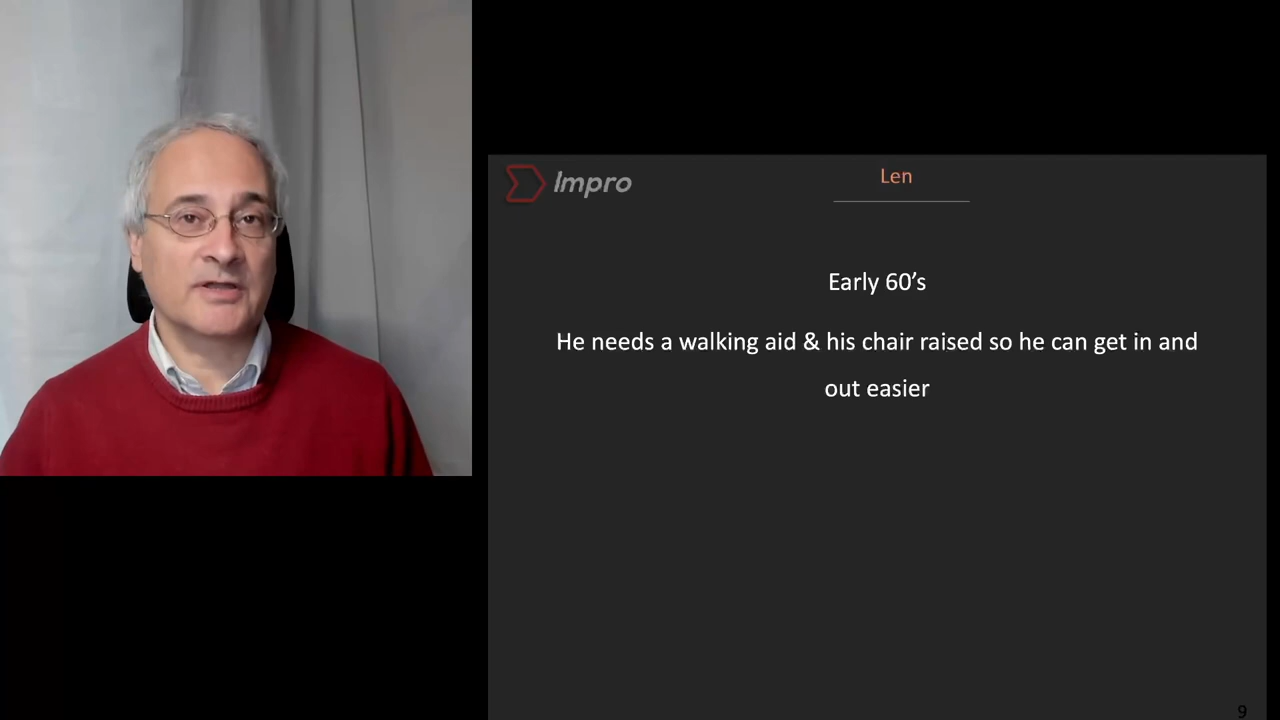 Impro
Len
Early 60’s
He needs a walking aid & his chair raised so he can get in and
out easier
9